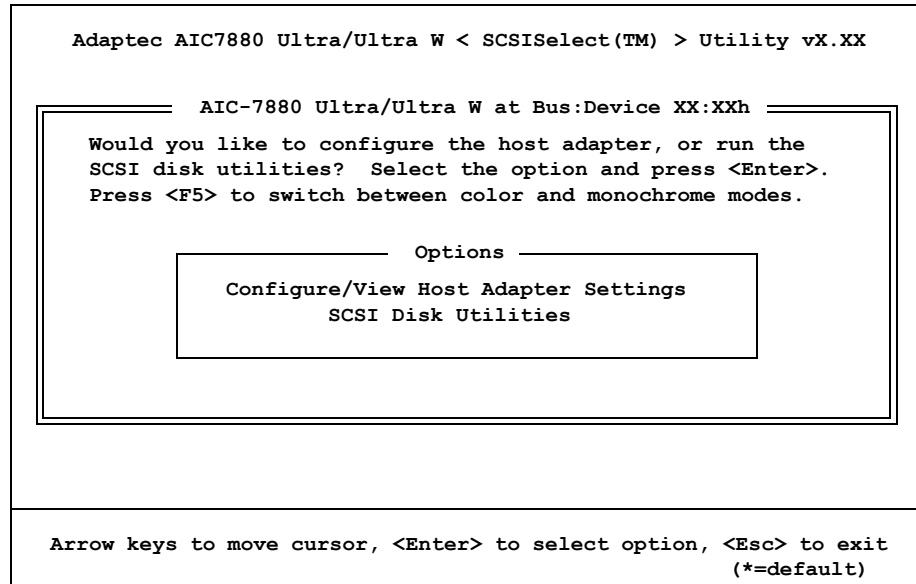 Adaptec AIC7880 Ultra/Ultra W < SCSISelect(TM) > Utility vX.XX
AIC-7880 Ultra/Ultra W at Bus:Device XX:XXh
Would you like to configure the host adapter, or run the
SCSI disk utilities? Select the option and press <Enter>.
Press <F5> to switch between color and monochrome modes.
Options
Configure/View Host Adapter Settings
SCSI Disk Utilities
Arrow keys to move cursor, <Enter> to select option, <Esc> to exit
(*=default)